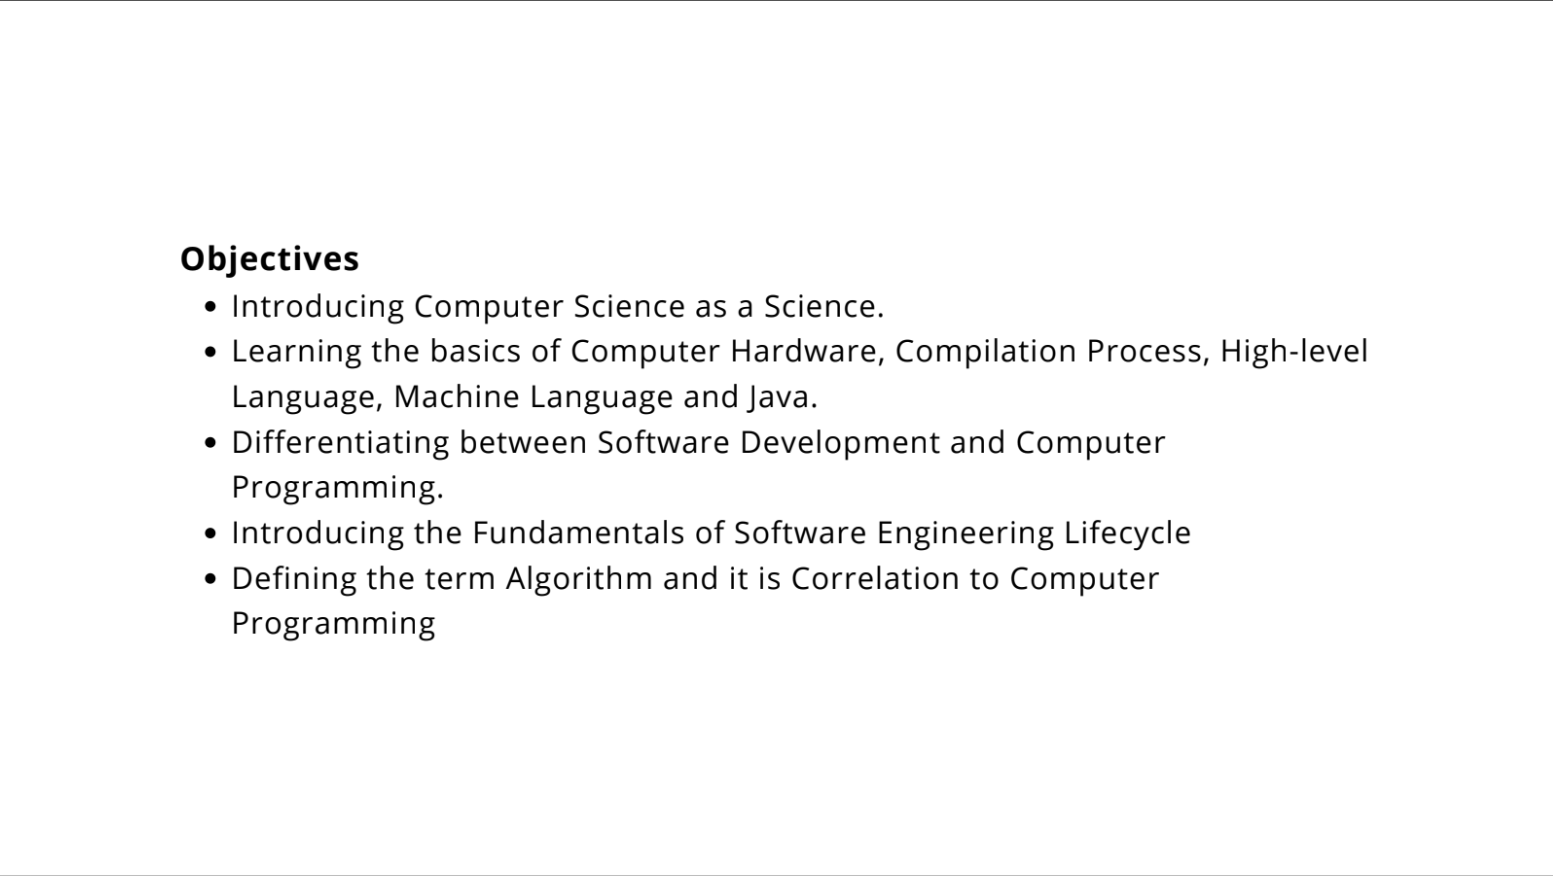 Objectives
• Introducing Computer Science as a Science.
• Learning the basics of Computer Hardware, Compilation Process, High-level
Language, Machine Language and Java.
• Differentiating between Software Development and Computer
Programming.
• Introducing the Fundamentals of Software Engineering Lifecycle
• Defining the term Algorithm and it is Correlation to Computer
Programming